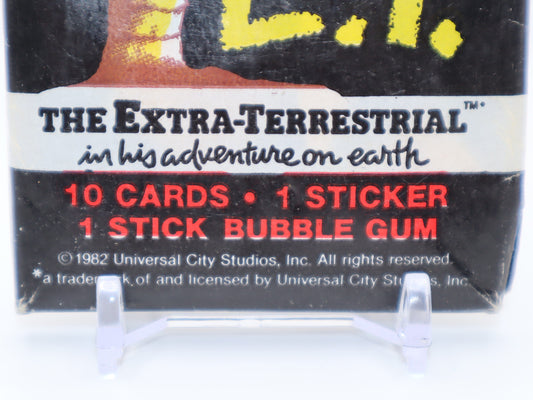 E.T.
THE EXTRA-TERRESTRIAL™*
in his adventure on earth
10 CARDS • 1 STICKER
1 STICK BUBBLE GUM
©1982 Universal City Studios, Inc. All rights reserved.
*a trademark of and licensed by Universal City Studios, Inc.